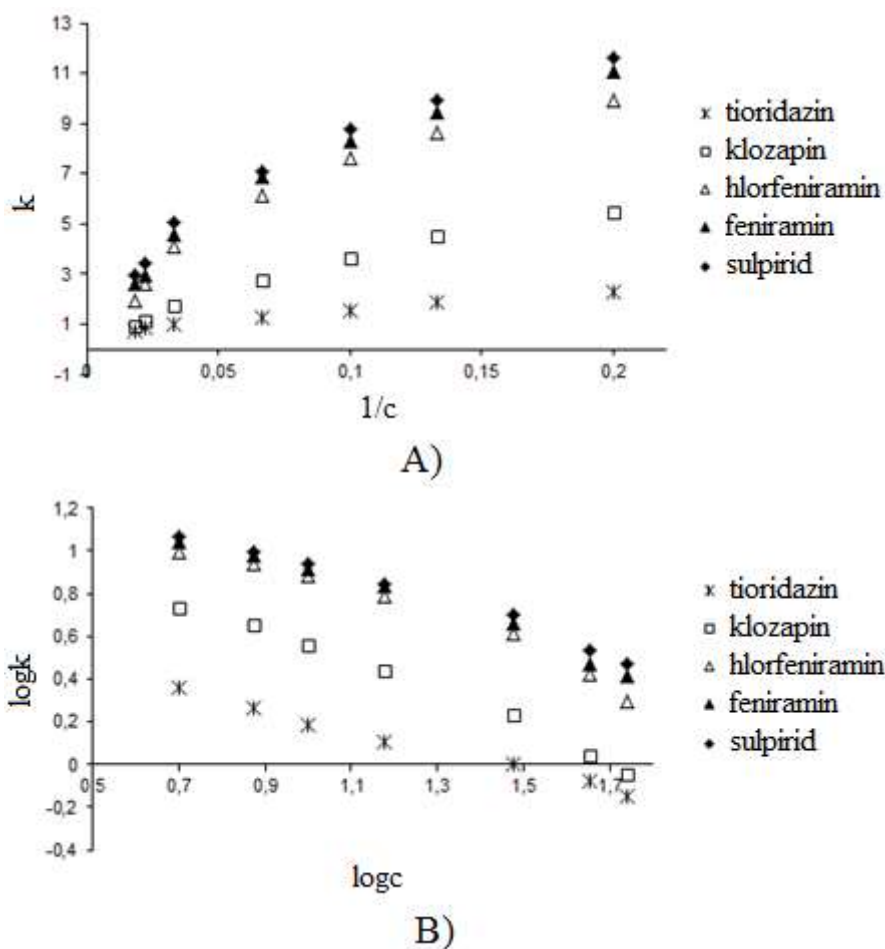 13
11
9
7
5
3
1
-1
k
0
0,05
0,1
0,15
0,2
1/c
tioridazin
klozapin
hlorfeniramin
feniramin
sulpirid
A)
1,2
1
0,8
0,6
0,4
0,2
0
-0,2
-0,4
logk
0,5
0,7
0,9
1,1
1,3
1,5
1,7
logc
tioridazin
klozapin
hlorfeniramin
feniramin
sulpirid
B)